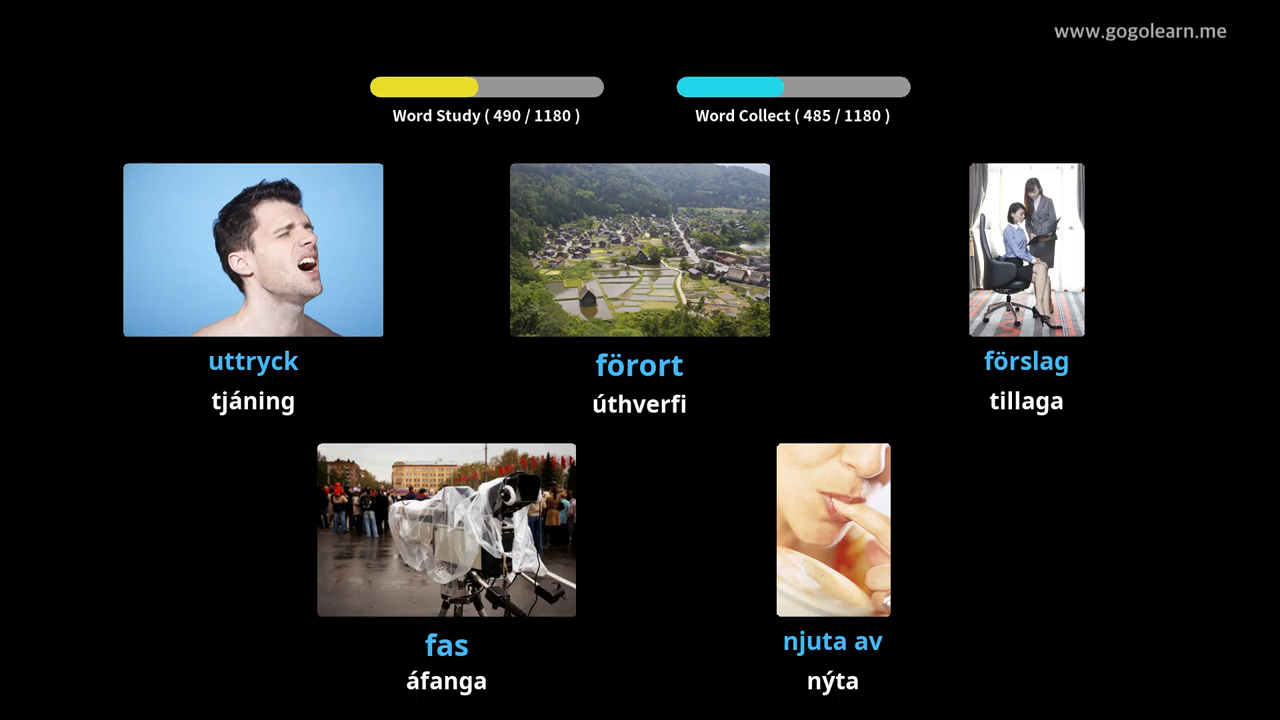 www.gogolearn.me
Word Study ( 490 / 1180 )
Word Collect ( 485 / 1180 )
uttryck
tjáning
förort
úthverfi
förslag
tillaga
fas
áfanga
njuta av
nýta